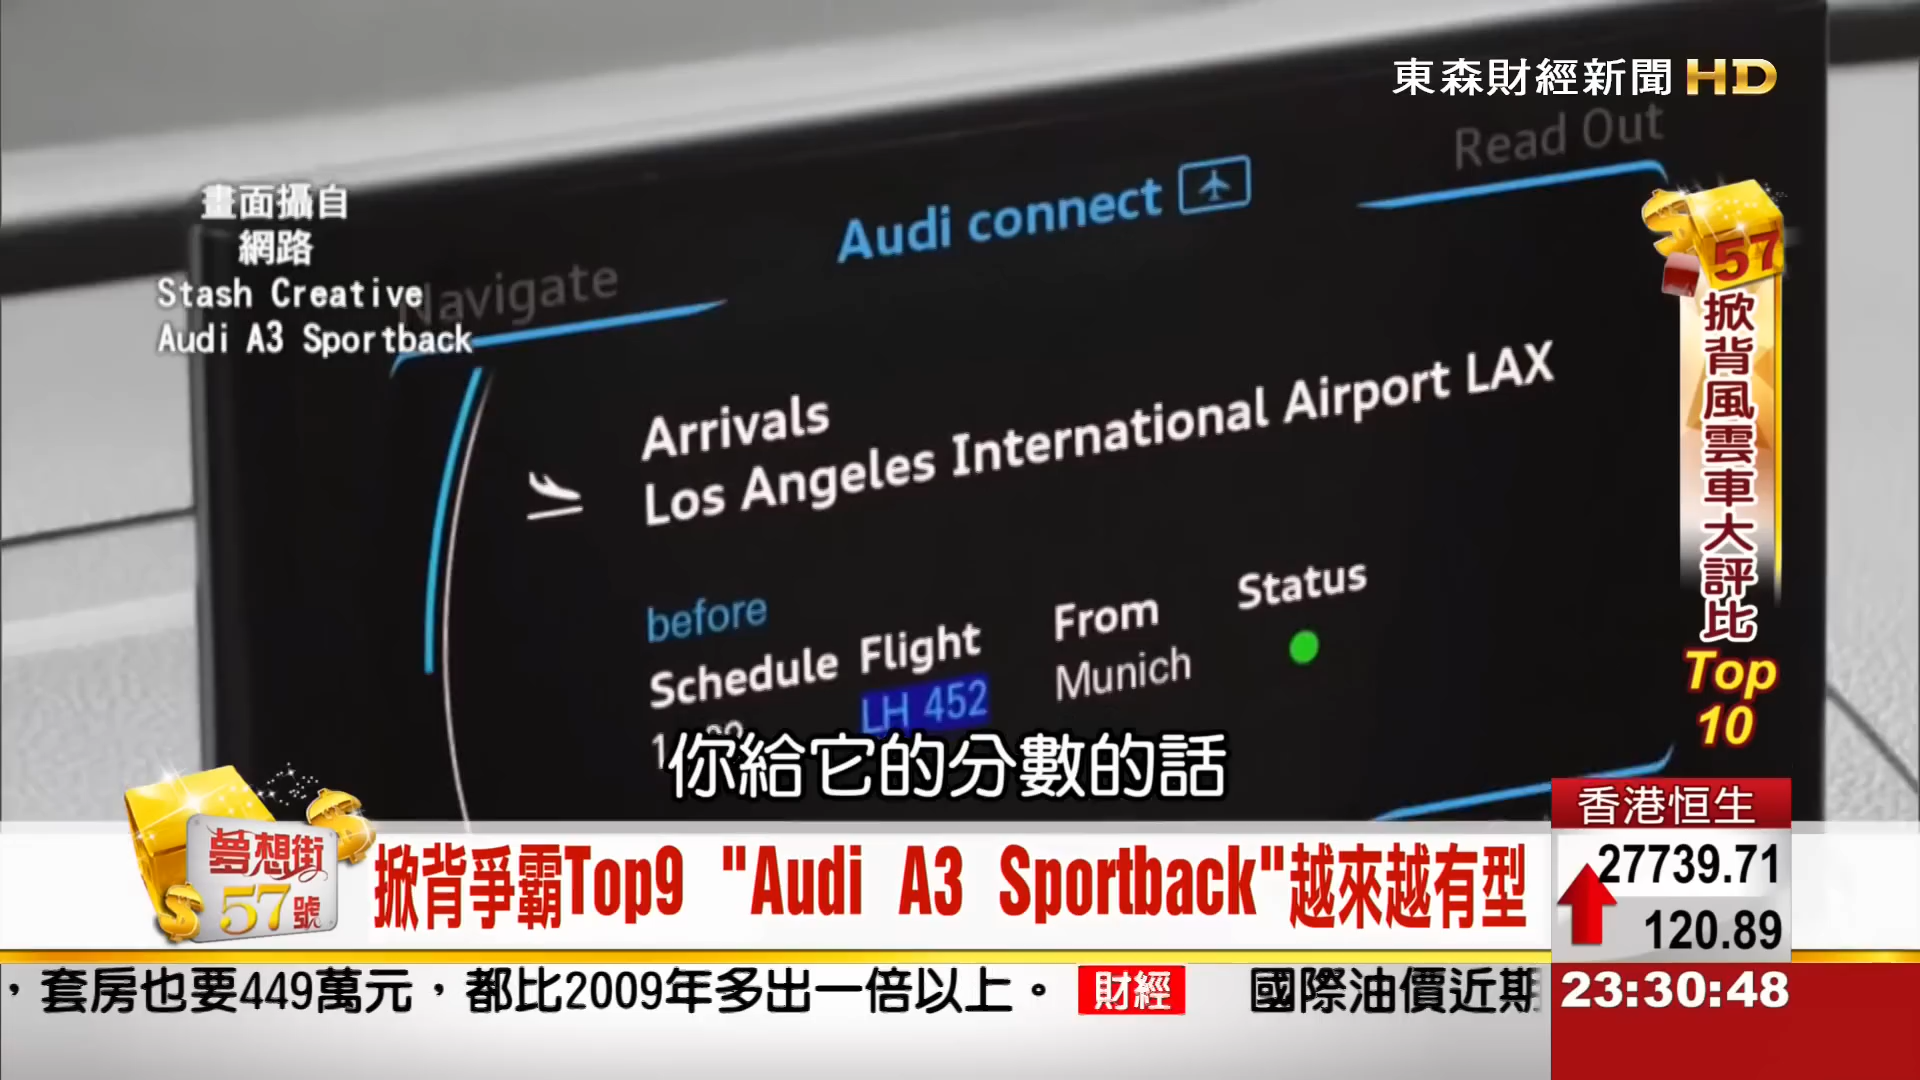 東森財經新聞 HD
畫面攝自
網路
Stash Creative
Audi A3 Sportback
Read Out
Audi connect
Navigate
Arrivals
Los Angeles International Airport LAX
before
Schedule Flight From Status
LH 452 Munich
57
掀背風雲車大評比
Top
10
你給它的分數的話
夢想街
57號
掀背爭霸Top9 "Audi A3 Sportback"越來越有型
香港恒生
27739.71
120.89
，套房也要449萬元，都比2009年多出一倍以上。 財經 國際油價近期
23:30:48